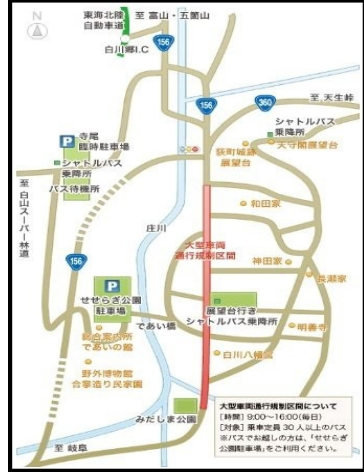 N
東海北陸
自動車道
至 富山・五箇山
白川郷I.C
156
156
360
至 天生峠
シャトルバス
乗降所
天守閣展望台
荻町城跡
展望台
P
寺尾
臨時駐車場
シャトルバス
乗降所
バス待機所
至 白山スーパー林道
和田家
庄川
大型車両
通行規制区間
神田家
長瀬家
156
P
せせらぎ公園
駐車場
であい橋
展望台行き
シャトルバス乗降所
明善寺
総合案内所
であいの館
白川八幡宮
野外博物館
合掌造り民家園
みだしま公園
至 岐阜
大型車両通行規制区間について
[時間] 9:00～16:00(毎日)
[対象] 乗車定員 30 人以上のバス
※バスでお越しの方は、「せせらぎ
公園駐車場」をご利用ください。